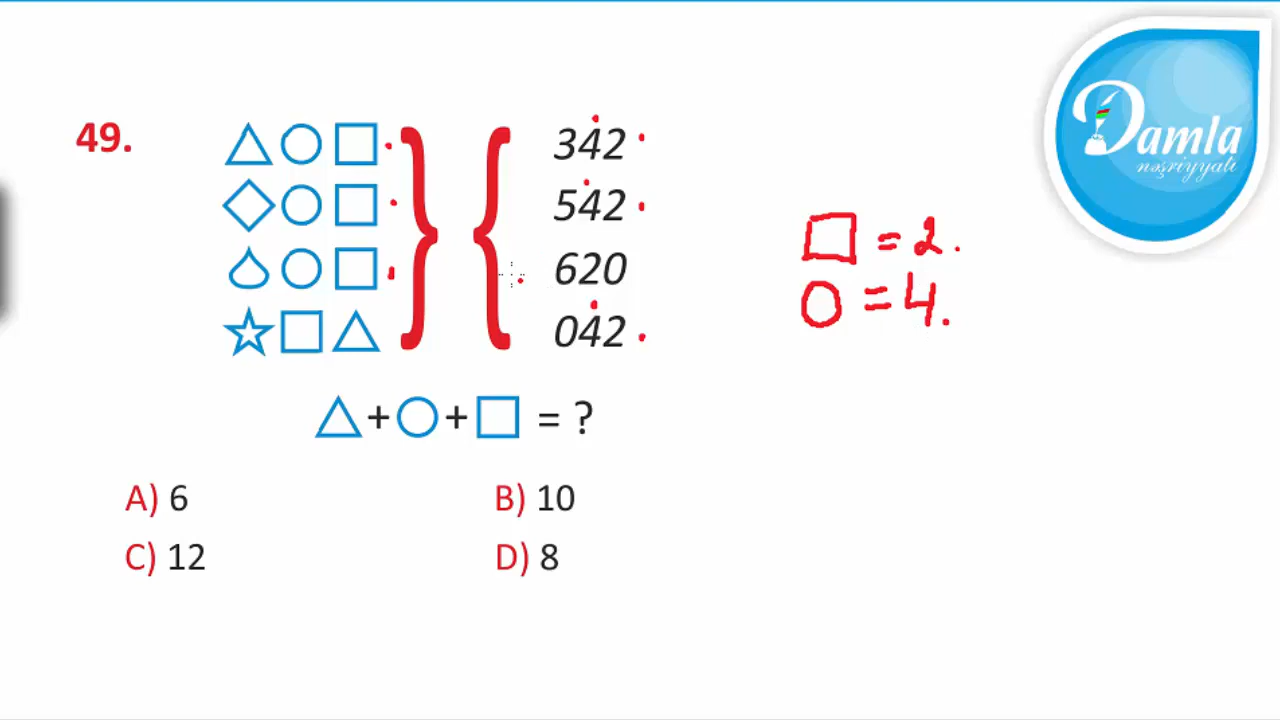 49.
342
542
620
042
+ + = ?
A) 6 B) 10
C) 12 D) 8
= 2.
= 4.
Damla
nəşriyyatı